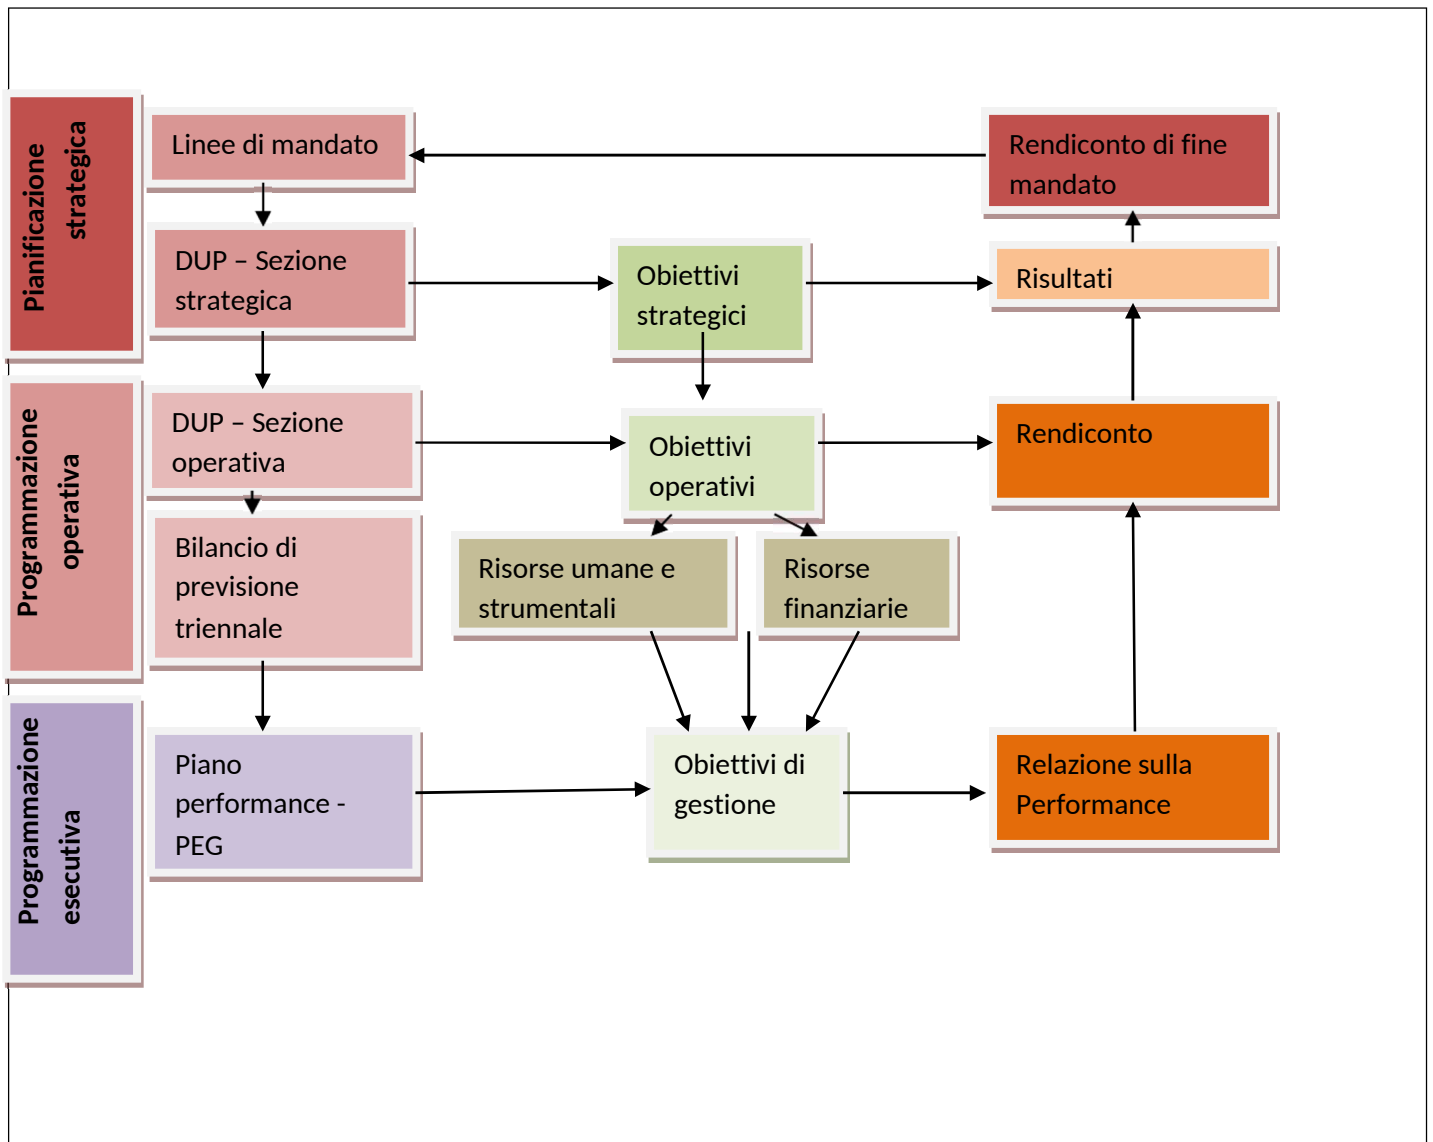 Pianificazione
strategica
Linee di mandato
Rendiconto di fine
mandato
DUP – Sezione
strategica
Obiettivi
strategici
Risultati
Programmazione
operativa
DUP – Sezione
operativa
Obiettivi
operativi
Rendiconto
Bilancio di
previsione
triennale
Risorse umane e
strumentali
Risorse
finanziarie
Programmazione
esecutiva
Piano
performance -
PEG
Obiettivi di
gestione
Relazione sulla
Performance